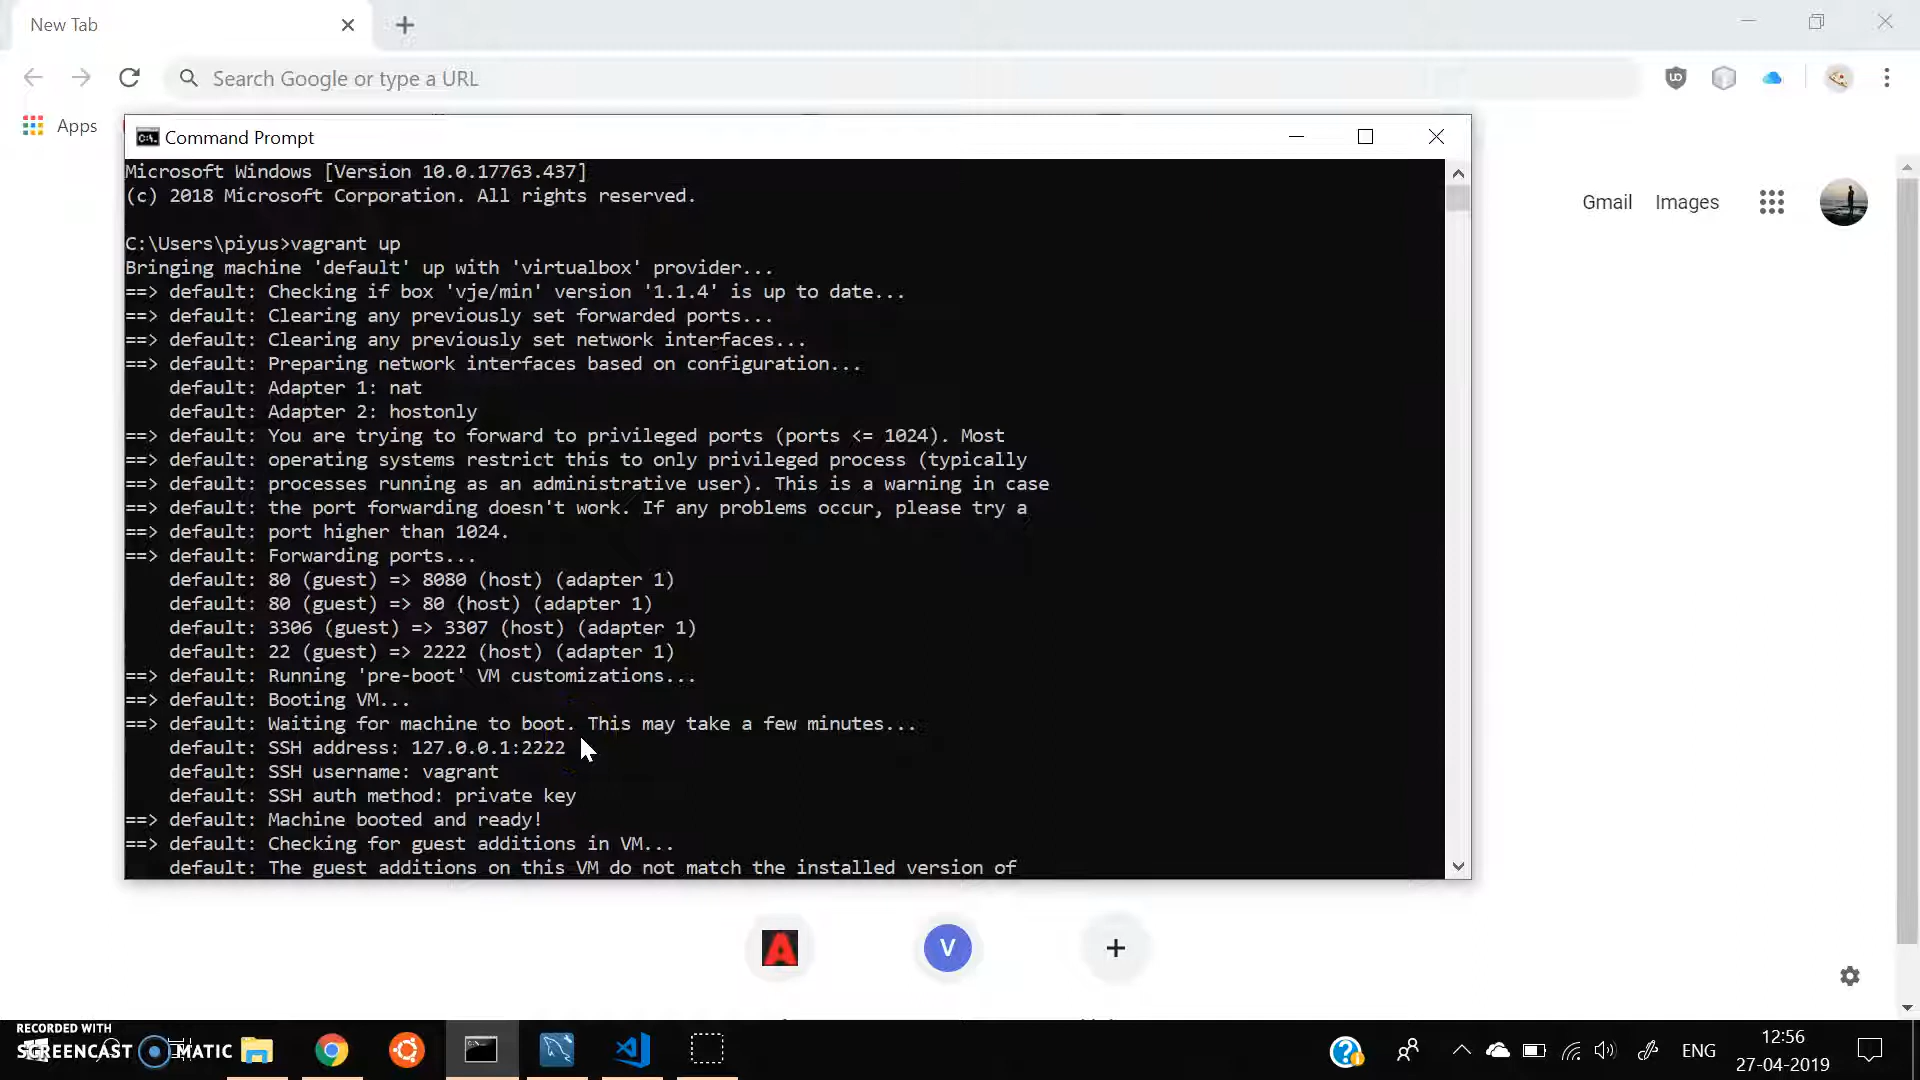 New Tab
Search Google or type a URL
Apps
Command Prompt
Microsoft Windows [Version 10.0.17763.437]
(c) 2018 Microsoft Corporation. All rights reserved.
C:\Users\piyus>vagrant up
Bringing machine 'default' up with 'virtualbox' provider...
==> default: Checking if box 'vje/min' version '1.1.4' is up to date...
==> default: Clearing any previously set forwarded ports...
==> default: Clearing any previously set network interfaces...
==> default: Preparing network interfaces based on configuration...
default: Adapter 1: nat
default: Adapter 2: hostonly
==> default: You are trying to forward to privileged ports (ports <= 1024). Most
==> default: operating systems restrict this to only privileged process (typically
==> default: processes running as an administrative user). This is a warning in case
==> default: the port forwarding doesn't work. If any problems occur, please try a
==> default: port higher than 1024.
==> default: Forwarding ports...
default: 80 (guest) => 8080 (host) (adapter 1)
default: 80 (guest) => 80 (host) (adapter 1)
default: 3306 (guest) => 3307 (host) (adapter 1)
default: 22 (guest) => 2222 (host) (adapter 1)
==> default: Running 'pre-boot' VM customizations...
==> default: Booting VM...
==> default: Waiting for machine to boot. This may take a few minutes...
default: SSH address: 127.0.0.1:2222
default: SSH username: vagrant
default: SSH auth method: private key
==> default: Machine booted and ready!
==> default: Checking for guest additions in VM...
default: The guest additions on this VM do not match the installed version of
Gmail Images
A
V
RECORDED WITH
SCREENCAST MATIC
ENG
12:56
27-04-2019